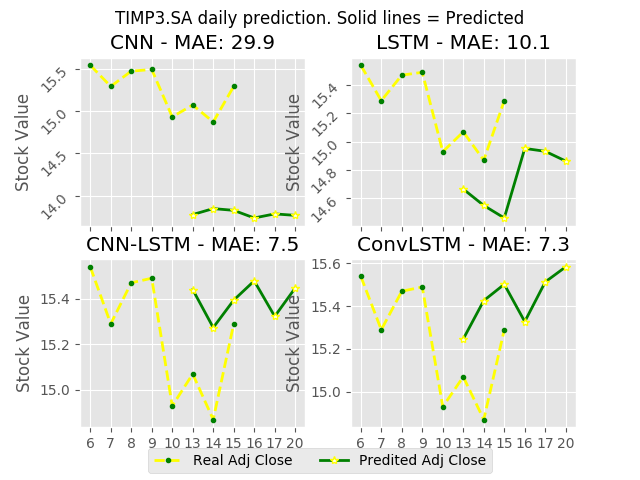 TIMP3.SA daily prediction. Solid lines = Predicted
CNN - MAE: 29.9
LSTM - MAE: 10.1
Stock Value
15.5
15.0
14.5
14.0
Stock Value
15.4
15.2
15.0
14.8
14.6
CNN-LSTM - MAE: 7.5
ConvLSTM - MAE: 7.3
Stock Value
15.4
15.2
15.0
6 7 8 9 10 13 14 15 16 17 20
Stock Value
15.6
15.4
15.2
15.0
6 7 8 9 10 13 14 15 16 17 20
Real Adj Close
Predited Adj Close